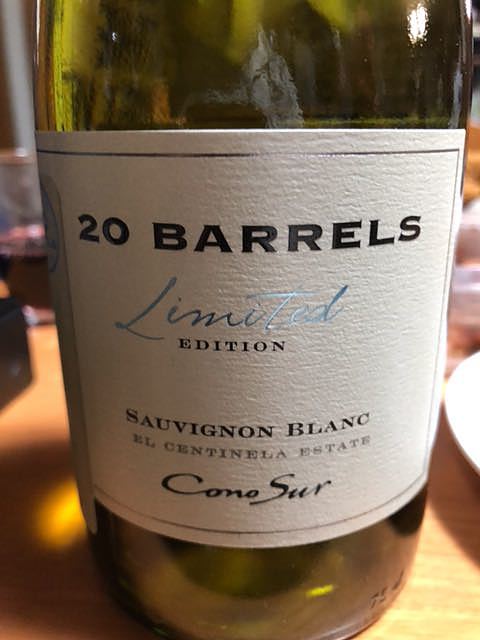 20 BARRELS
Limited
EDITION
SAUVIGNON BLANC
EL CENTINELA ESTATE
Cono Sur